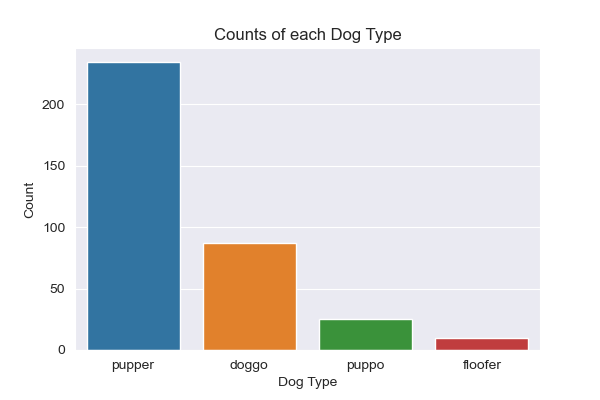 Counts of each Dog Type
Count
200
150
100
50
0
pupper doggo puppo floofer
Dog Type